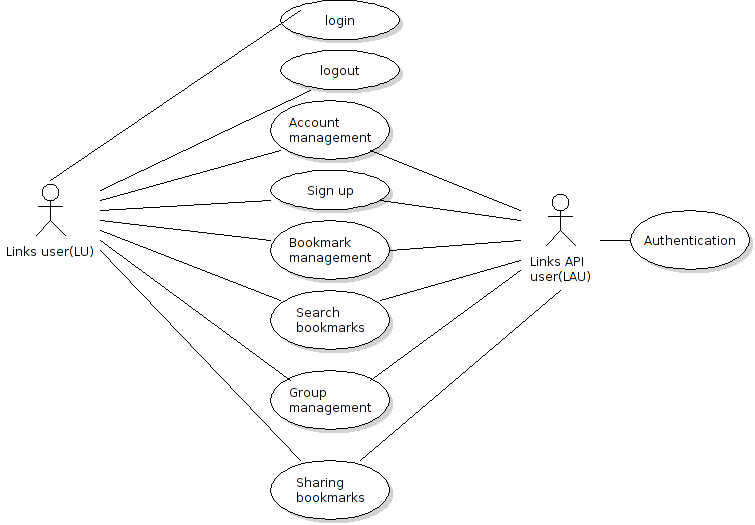 login
logout
Account
management
Sign up
Links user(LU)
Bookmark
management
Links API
user(LAU)
Authentication
Search
bookmarks
Group
management
Sharing
bookmarks